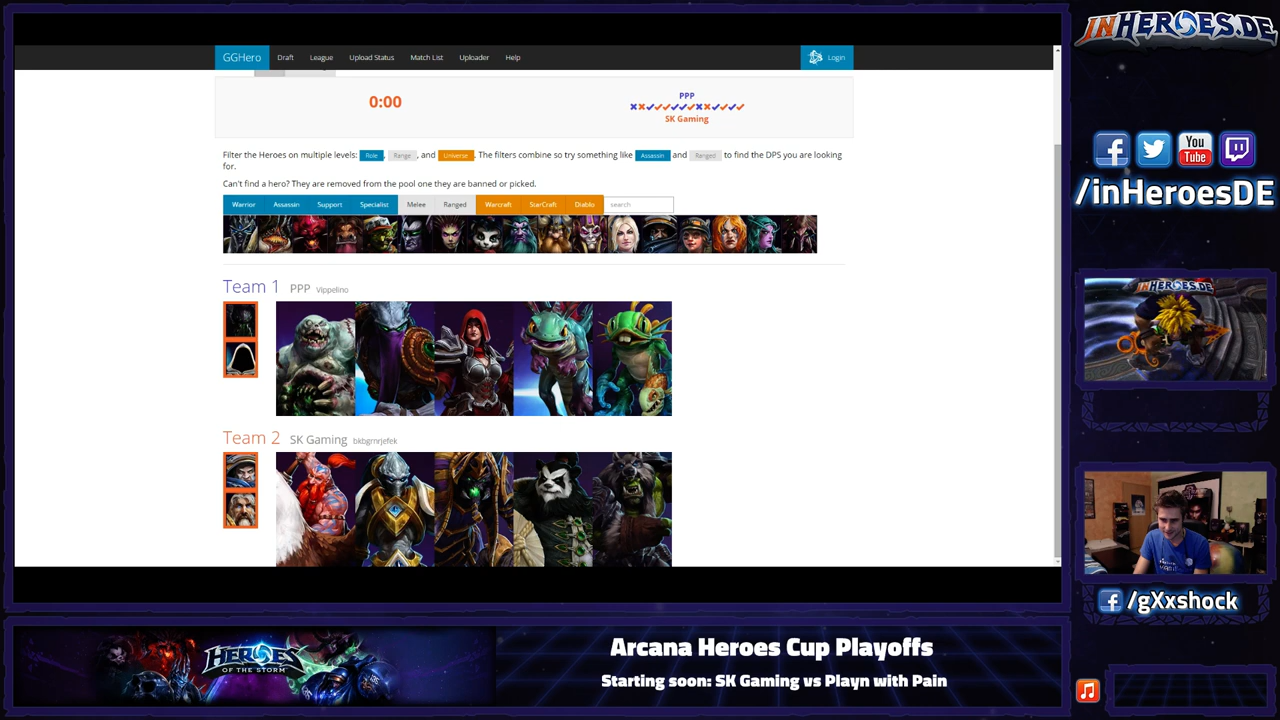 GGHero Draft League Upload Status Match List Uploader Help Login
0:00
PPP
SK Gaming
Filter the Heroes on multiple levels: Role, Range, and Universe. The filters combine so try something like Assassin and Ranged to find the DPS you are looking
for.
Can't find a hero? They are removed from the pool one they are banned or picked.
Warrior Assassin Support Specialist Melee Ranged Warcraft StarCraft Diablo search
Team 1 PPP Vippelino
Team 2 SK Gaming bkbgrnrjefek
INHEROES.DE
You
Tube
/inHeroesDE
INHEROES.DE
/gXxshock
HEROES
OF THE STORM
Arcana Heroes Cup Playoffs
Starting soon: SK Gaming vs Playn with Pain